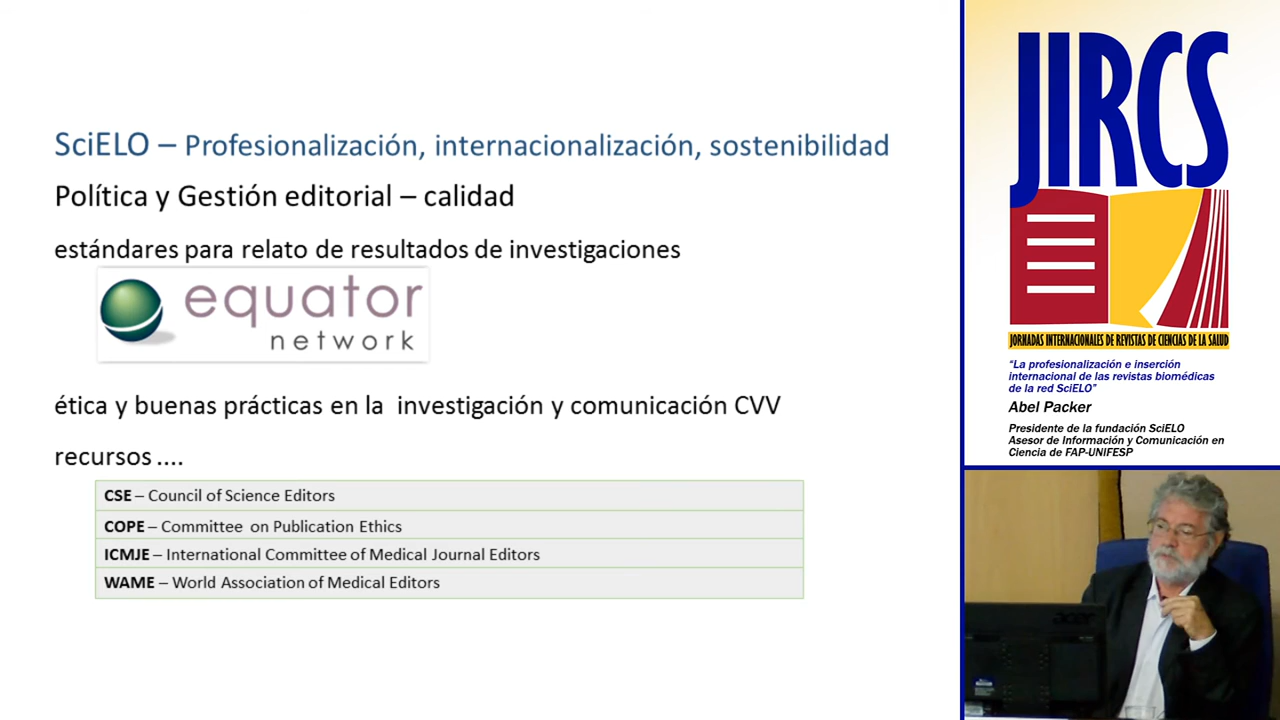 SciELO – Profesionalización, internacionalización, sostenibilidad
Política y Gestión editorial – calidad
estándares para relato de resultados de investigaciones
equator
network
ética y buenas prácticas en la investigación y comunicación CVV
recursos ....
CSE – Council of Science Editors
COPE – Committee on Publication Ethics
ICMJE – International Committee of Medical Journal Editors
WAME – World Association of Medical Editors
JIRCS
JORNADAS INTERNACIONALES DE REVISTAS DE CIENCIAS DE LA SALUD
“La profesionalización e inserción
internacional de las revistas biomédicas
de la red SciELO”
Abel Packer
Presidente de la fundación SciELO
Asesor de Información y Comunicación en
Ciencia de FAP-UNIFESP
acer